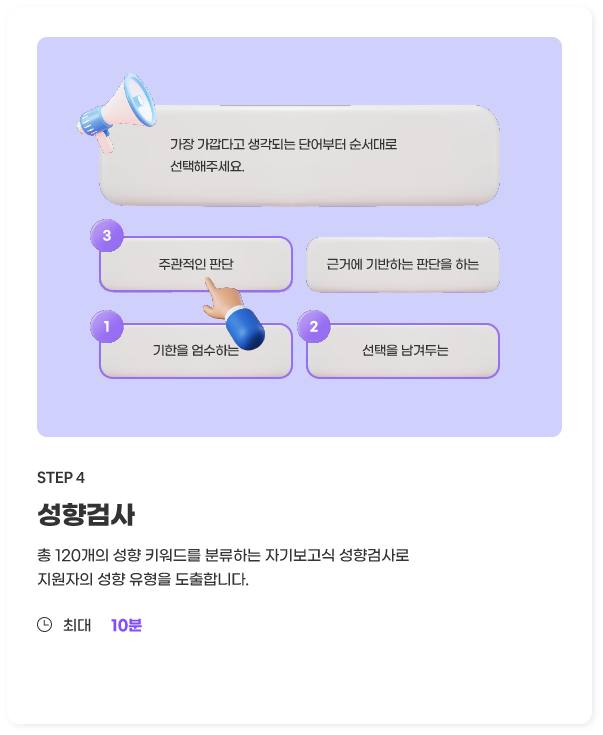 가장 가깝다고 생각되는 단어부터 순서대로
선택해주세요.
3
주관적인 판단
근거에 기반하는 판단을 하는
1
기한을 엄수하는
2
선택을 남겨두는
STEP 4
성향검사
총 120개의 성향 키워드를 분류하는 자기보고식 성향검사로
지원자의 성향 유형을 도출합니다.
최대 10분